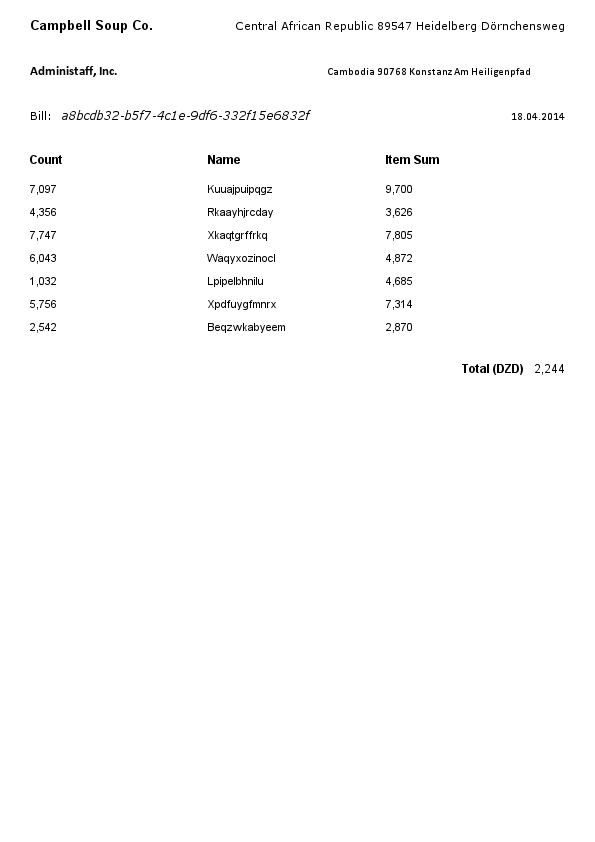 Campbell Soup Co. Central African Republic 89547 Heidelberg Dörnchensweg
Administaff, Inc. Cambodia 90768 Konstanz Am Heiligenpfad
Bill: a8bcdb32-b5f7-4c1e-9df6-332f15e6832f 18.04.2014
Count Name Item Sum
7,097 Kuuajpuipqgz 9,700
4,356 Rkaayhjrcday 3,626
7,747 Xkaqtgrffrkq 7,805
6,043 Waqyxozinocl 4,872
1,032 Lpipelbhnilu 4,685
5,756 Xpdfuygfmnrx 7,314
2,542 Beqzwkabyeem 2,870
Total (DZD) 2,244